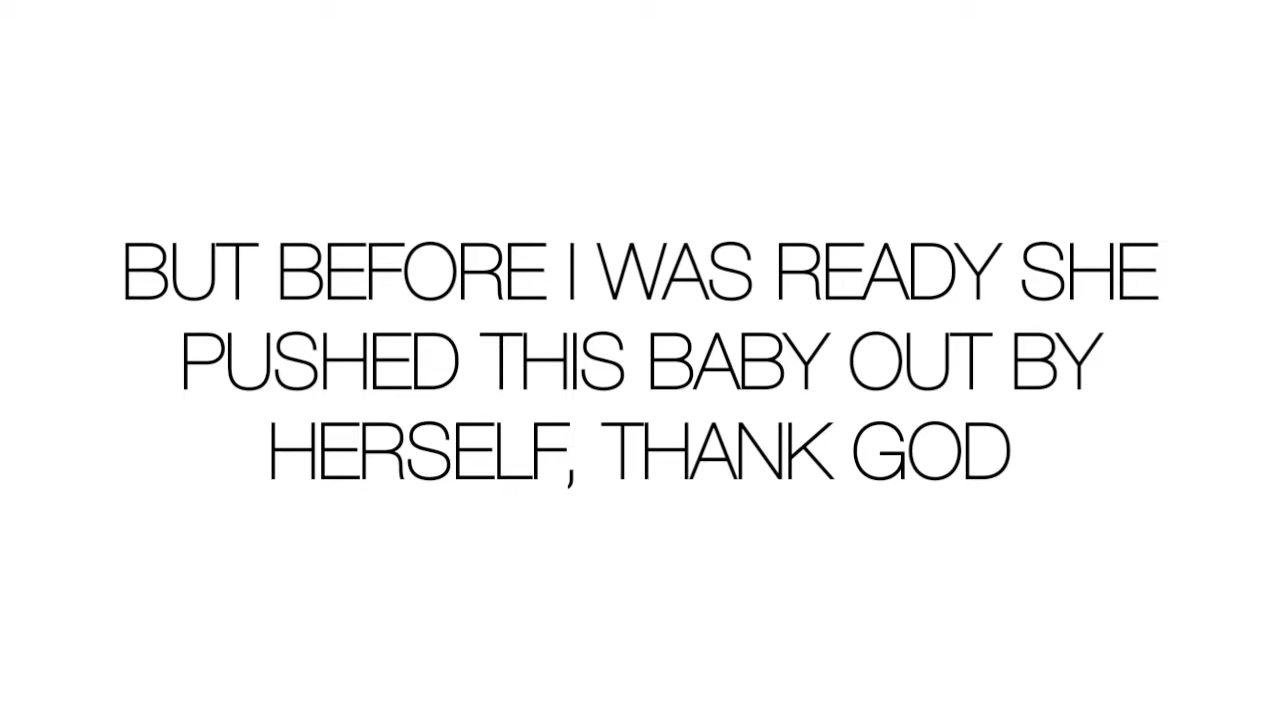 BUT BEFORE I WAS READY SHE
PUSHED THIS BABY OUT BY
HERSELF, THANK GOD